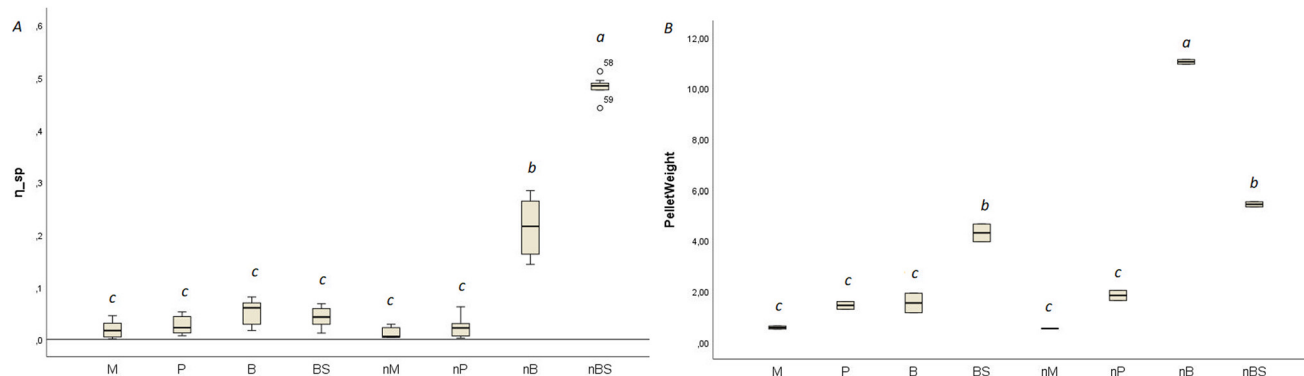 A
η_sp
,6
,5
,4
,3
,2
,1
,0
c
c
c
c
c
c
b
a
58
59
M P B BS nM nP nB nBS
B
PelletWeight
12,00
10,00
8,00
6,00
4,00
2,00
,00
c
c
c
b
c
c
a
b
M P B BS nM nP nB nBS